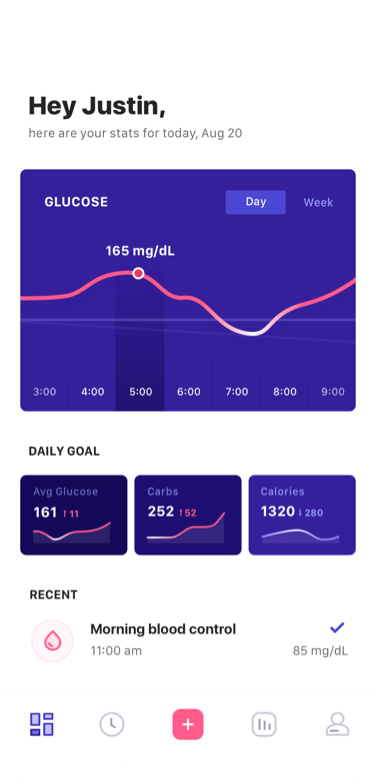 Hey Justin,
here are your stats for today, Aug 20
GLUCOSE
Day Week
165 mg/dL
3:00 4:00 5:00 6:00 7:00 8:00 9:00
DAILY GOAL
Avg Glucose Carbs Calories
161 ↑ 11 252 ↑ 52 1320 ↓ 280
RECENT
Morning blood control
11:00 am 85 mg/dL